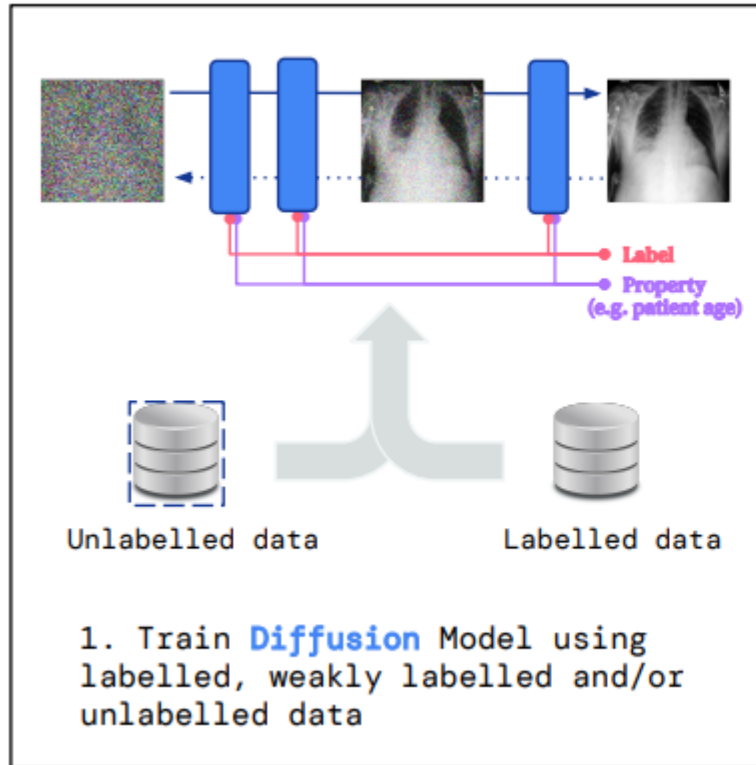 Label
Property
(e.g. patient age)
Unlabelled data
Labelled data
1. Train Diffusion Model using
labelled, weakly labelled and/or
unlabelled data